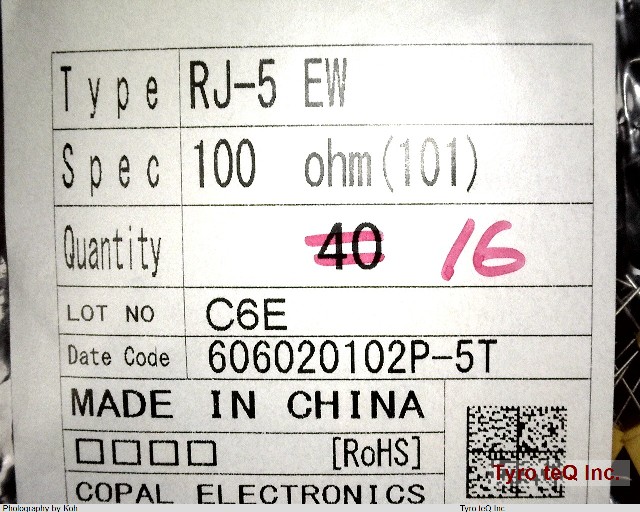 Type RJ-5 EW
Spec 100 ohm(101)
Quantity 40 16
LOT NO C6E
Date Code 606020102P-5T
MADE IN CHINA
□□□□ [RoHS]
COPAL ELECTRONICS
Tyro teQ Inc.
Photography by Koh Tyro teQ Inc